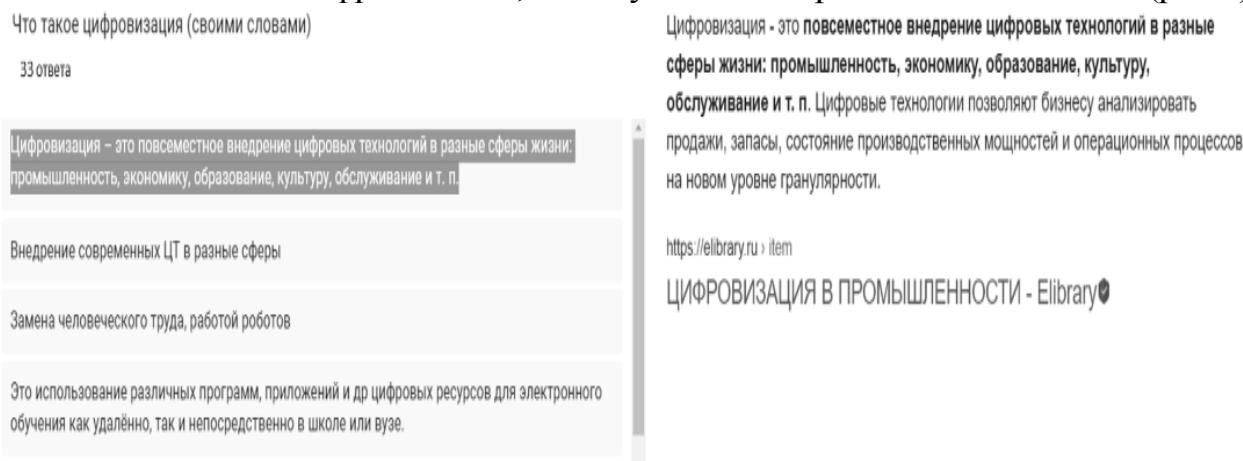 Что такое цифровизация (своими словами)
33 ответа
Цифровизация – это повсеместное внедрение цифровых технологий в разные сферы жизни:
промышленность, экономику, образование, культуру, обслуживание и т. п.
Внедрение современных ЦТ в разные сферы
Замена человеческого труда, работой роботов
Это использование различных программ, приложений и др цифровых ресурсов для электронного
обучения как удалённо, так и непосредственно в школе или вузе.
Цифровизация - это повсеместное внедрение цифровых технологий в разные
сферы жизни: промышленность, экономику, образование, культуру,
обслуживание и т. п. Цифровые технологии позволяют бизнесу анализировать
продажи, запасы, состояние производственных мощностей и операционных процессов
на новом уровне гранулярности.
https://elibrary.ru › item
ЦИФРОВИЗАЦИЯ В ПРОМЫШЛЕННОСТИ - Elibrary